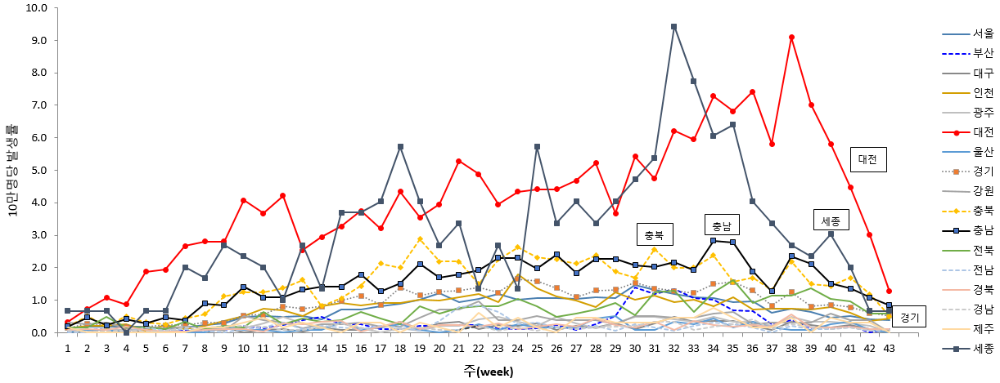 10.0
9.0
8.0
7.0
6.0
5.0
4.0
3.0
2.0
1.0
0.0
10만명당 발생률
1 2 3 4 5 6 7 8 9 10 11 12 13 14 15 16 17 18 19 20 21 22 23 24 25 26 27 28 29 30 31 32 33 34 35 36 37 38 39 40 41 42 43
주(week)
대전
충북
충남
세종
경기
서울
부산
대구
인천
광주
대전
울산
경기
강원
충북
충남
전북
전남
경북
경남
제주
세종